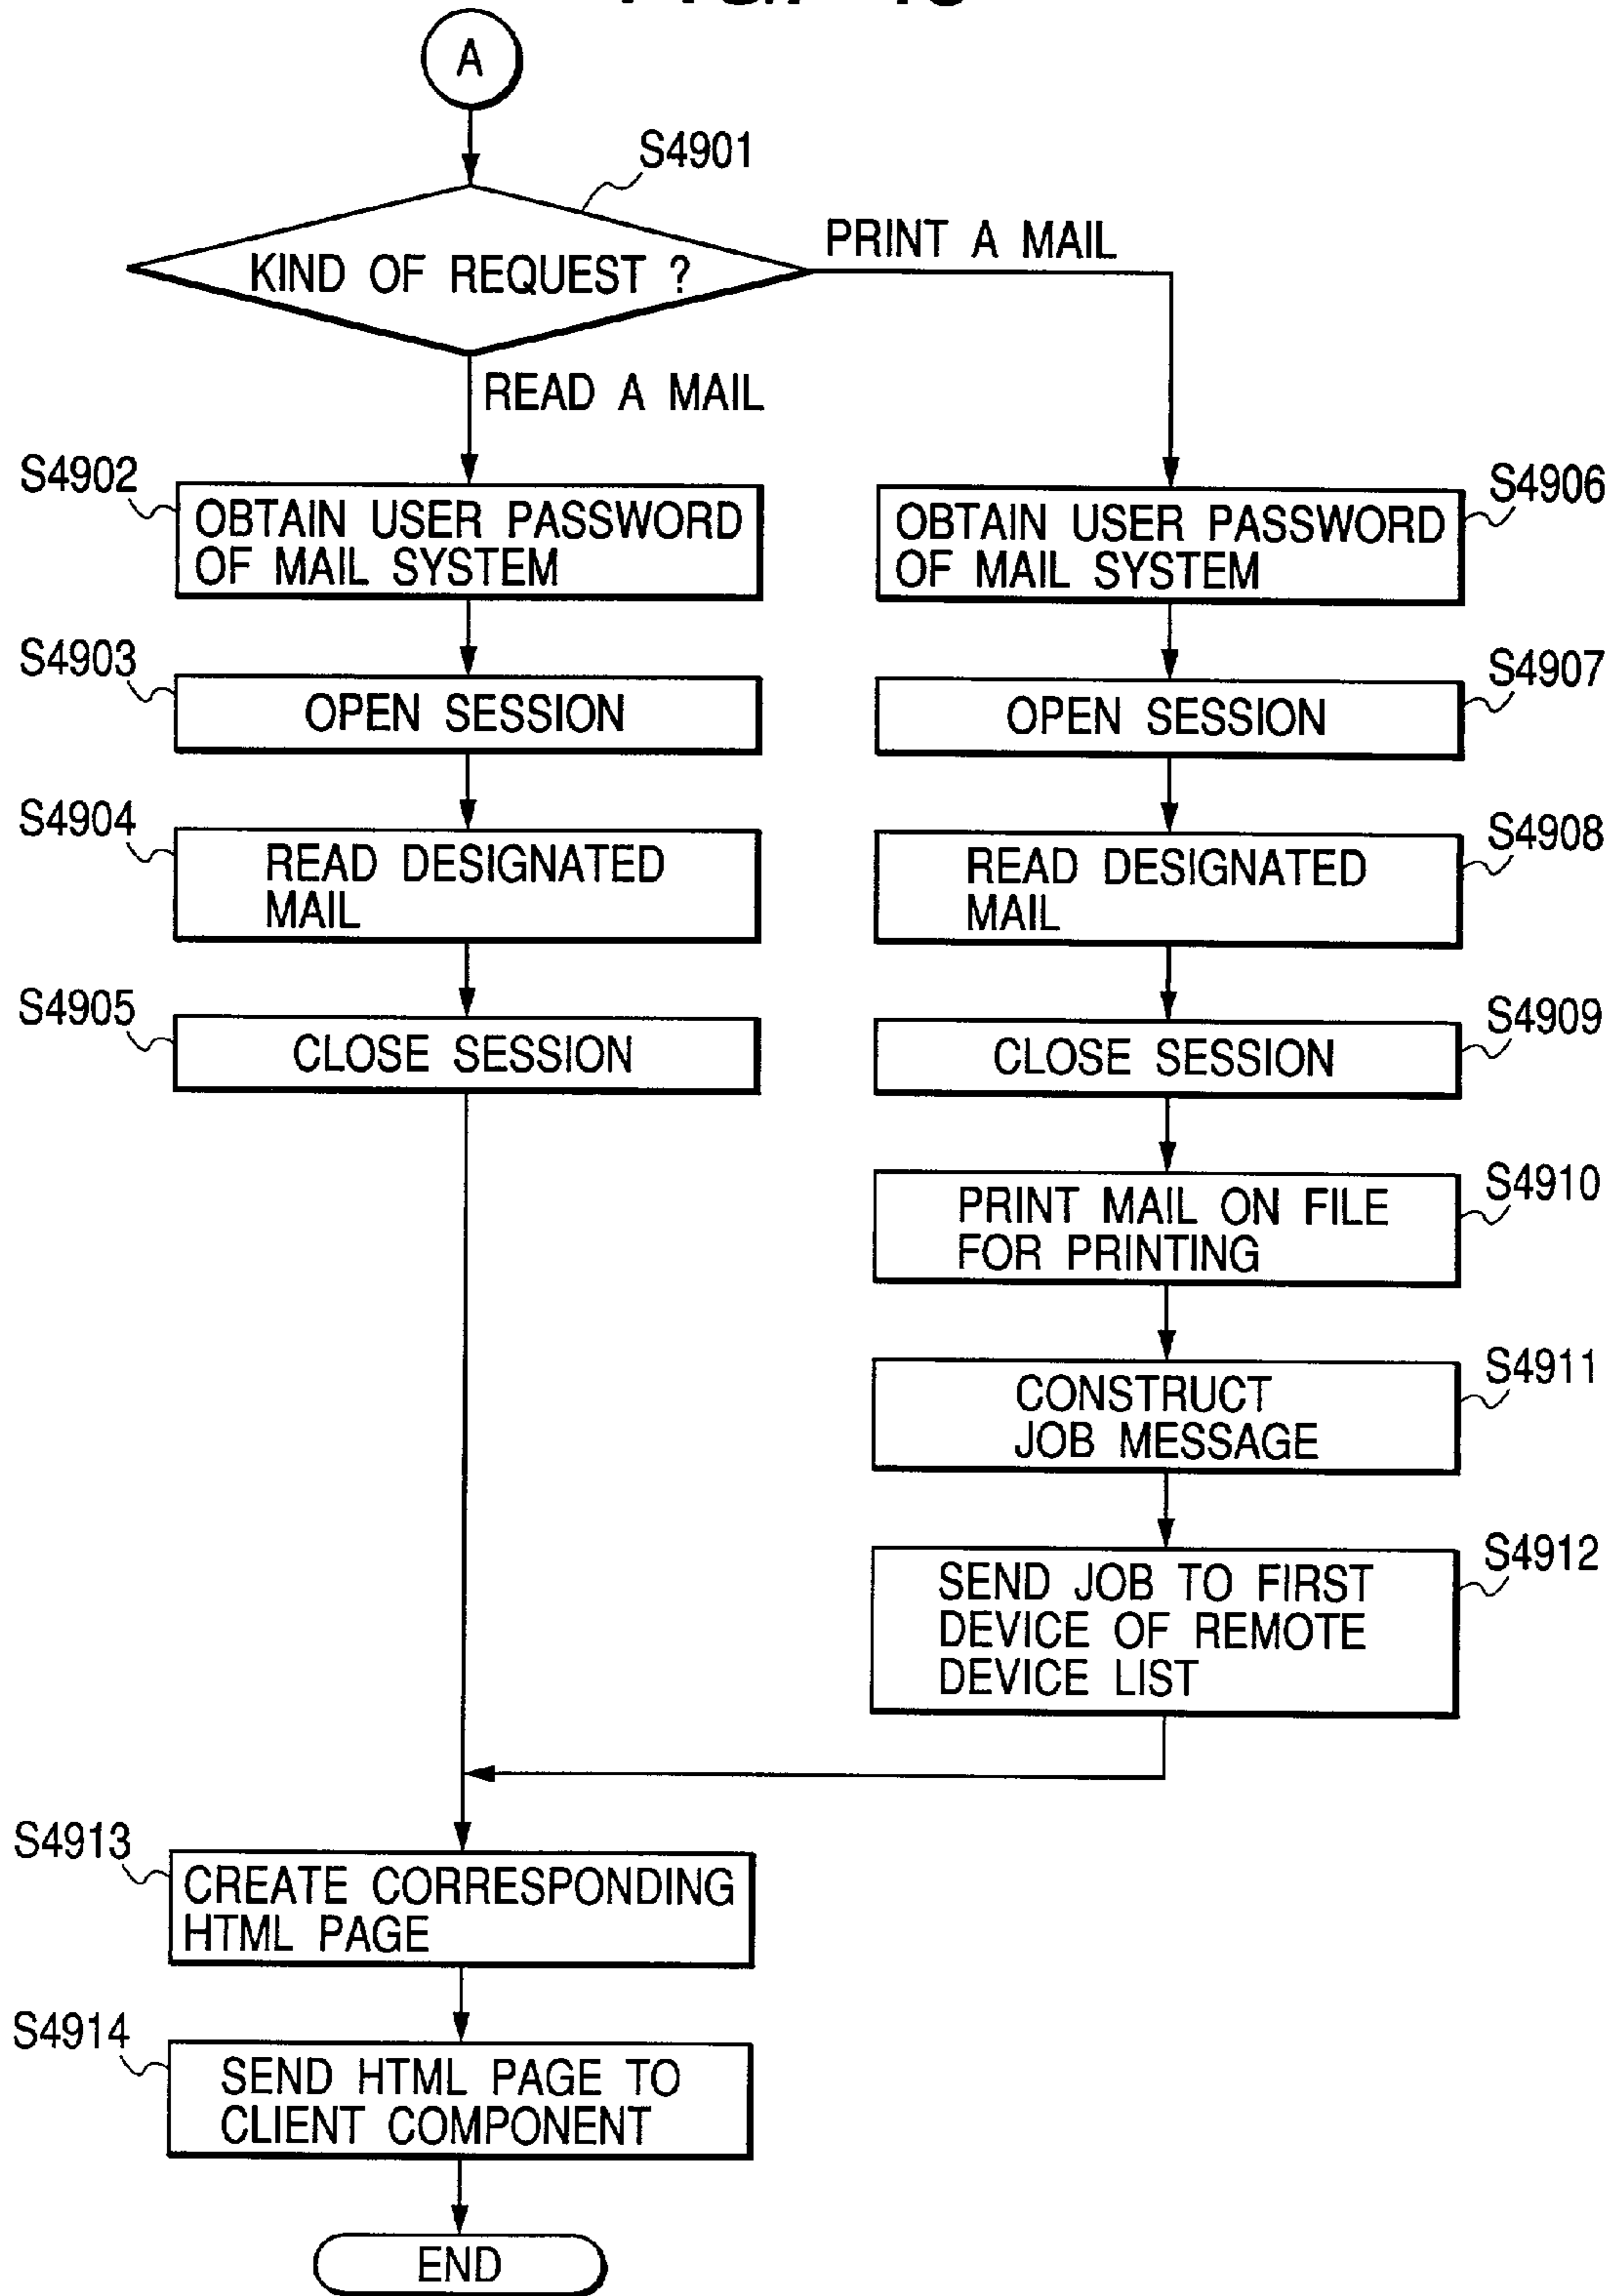 A
S4901
KIND OF REQUEST ?
PRINT A MAIL
READ A MAIL
S4902
OBTAIN USER PASSWORD
OF MAIL SYSTEM
S4903
OPEN SESSION
S4904
READ DESIGNATED
MAIL
S4905
CLOSE SESSION
S4906
OBTAIN USER PASSWORD
OF MAIL SYSTEM
S4907
OPEN SESSION
S4908
READ DESIGNATED
MAIL
S4909
CLOSE SESSION
S4910
PRINT MAIL ON FILE
FOR PRINTING
S4911
CONSTRUCT
JOB MESSAGE
S4912
SEND JOB TO FIRST
DEVICE OF REMOTE
DEVICE LIST
S4913
CREATE CORRESPONDING
HTML PAGE
S4914
SEND HTML PAGE TO
CLIENT COMPONENT
END